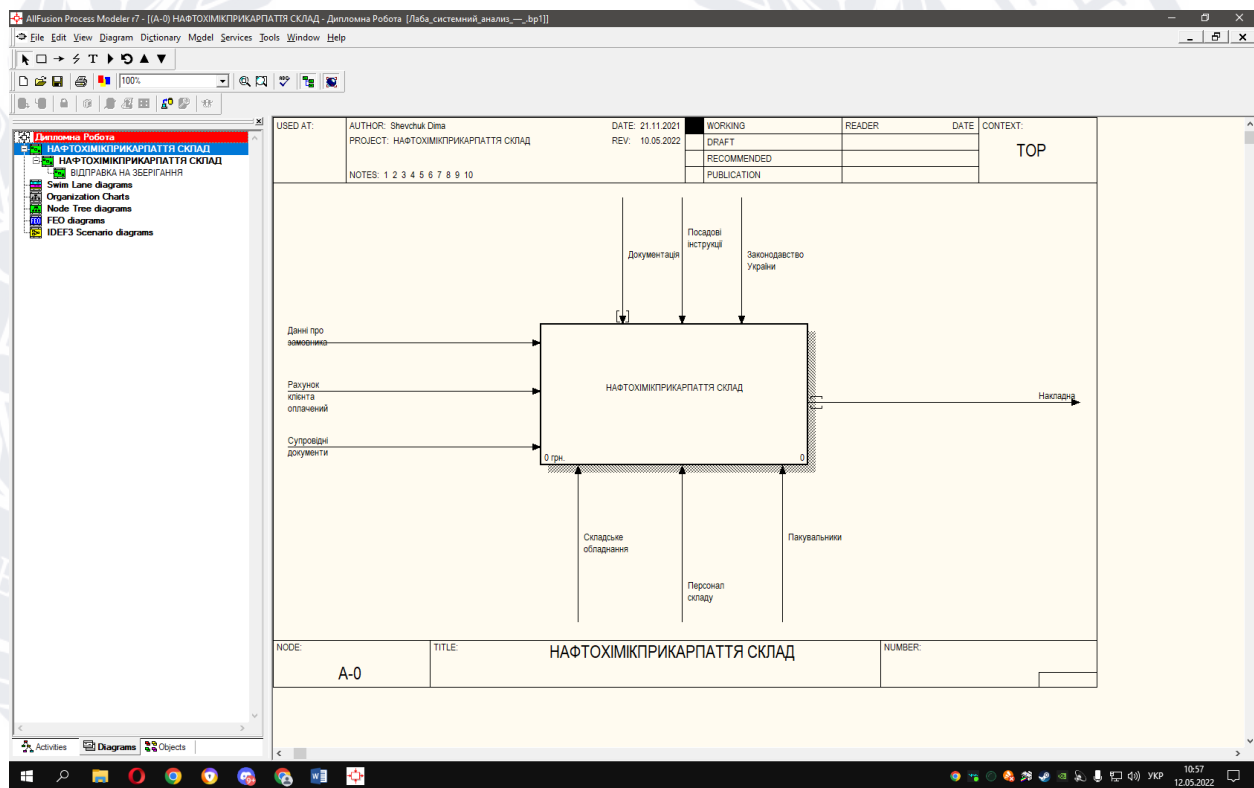 AllFusion Process Modeler r7 - [(A-0) НАФТОХІМІКПРИКАРПАТТЯ СКЛАД - Дипломна Робота [Лаба_системний_анализ_—_.bp1]]
File Edit View Diagram Dictionary Model Services Tools Window Help
100%
Дипломна Робота
НАФТОХІМІКПРИКАРПАТТЯ СКЛАД
НАФТОХІМІКПРИКАРПАТТЯ СКЛАД
ВІДПРАВКА НА ЗБЕРІГАННЯ
Swim Lane diagrams
Organization Charts
Node Tree diagrams
FEO diagrams
IDEF3 Scenario diagrams
Activities Diagrams Objects
USED AT: AUTHOR: Shevchuk Dima DATE: 21.11.2021 WORKING READER DATE CONTEXT:
PROJECT: НАФТОХІМІКПРИКАРПАТТЯ СКЛАД REV: 10.05.2022 DRAFT
TOP
RECOMMENDED
NOTES: 1 2 3 4 5 6 7 8 9 10 PUBLICATION
Документація
Посадові
інструкції
Законодавство
України
Данні про
замовника
Рахунок
клієнта
оплачений
Супровідні
документи
НАФТОХІМІКПРИКАРПАТТЯ СКЛАД
0 грн. 0
Накладна
Складське
обладнання
Персонал
складу
Пакувальники
NODE: TITLE: НАФТОХІМІКПРИКАРПАТТЯ СКЛАД NUMBER:
A-0
УКР 10:57
12.05.2022